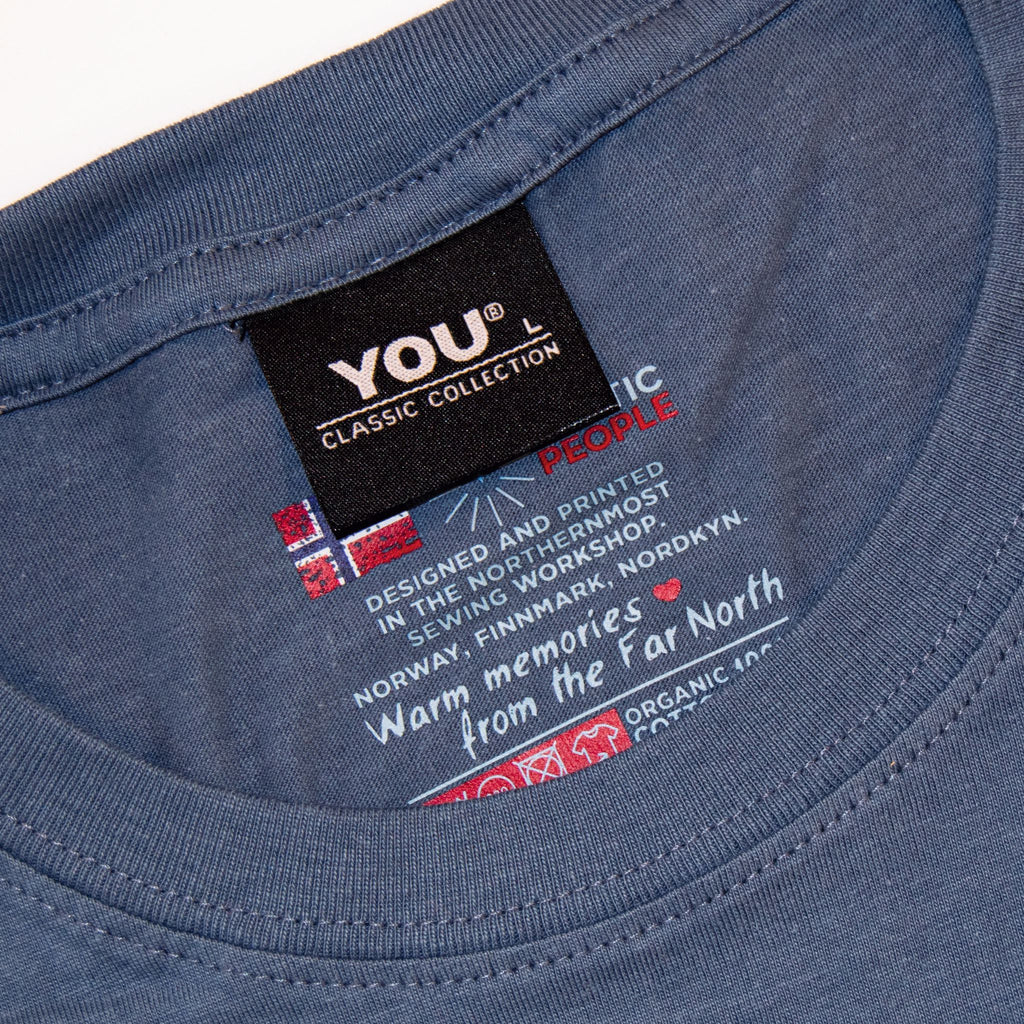 YOU® L
CLASSIC COLLECTION
PEOPLE
DESIGNED AND PRINTED
IN THE NORTHERNMOST
SEWING WORKSHOP.
NORWAY, FINNMARK, NORDKYN.
Warm memories
from the Far North
ORGANIC